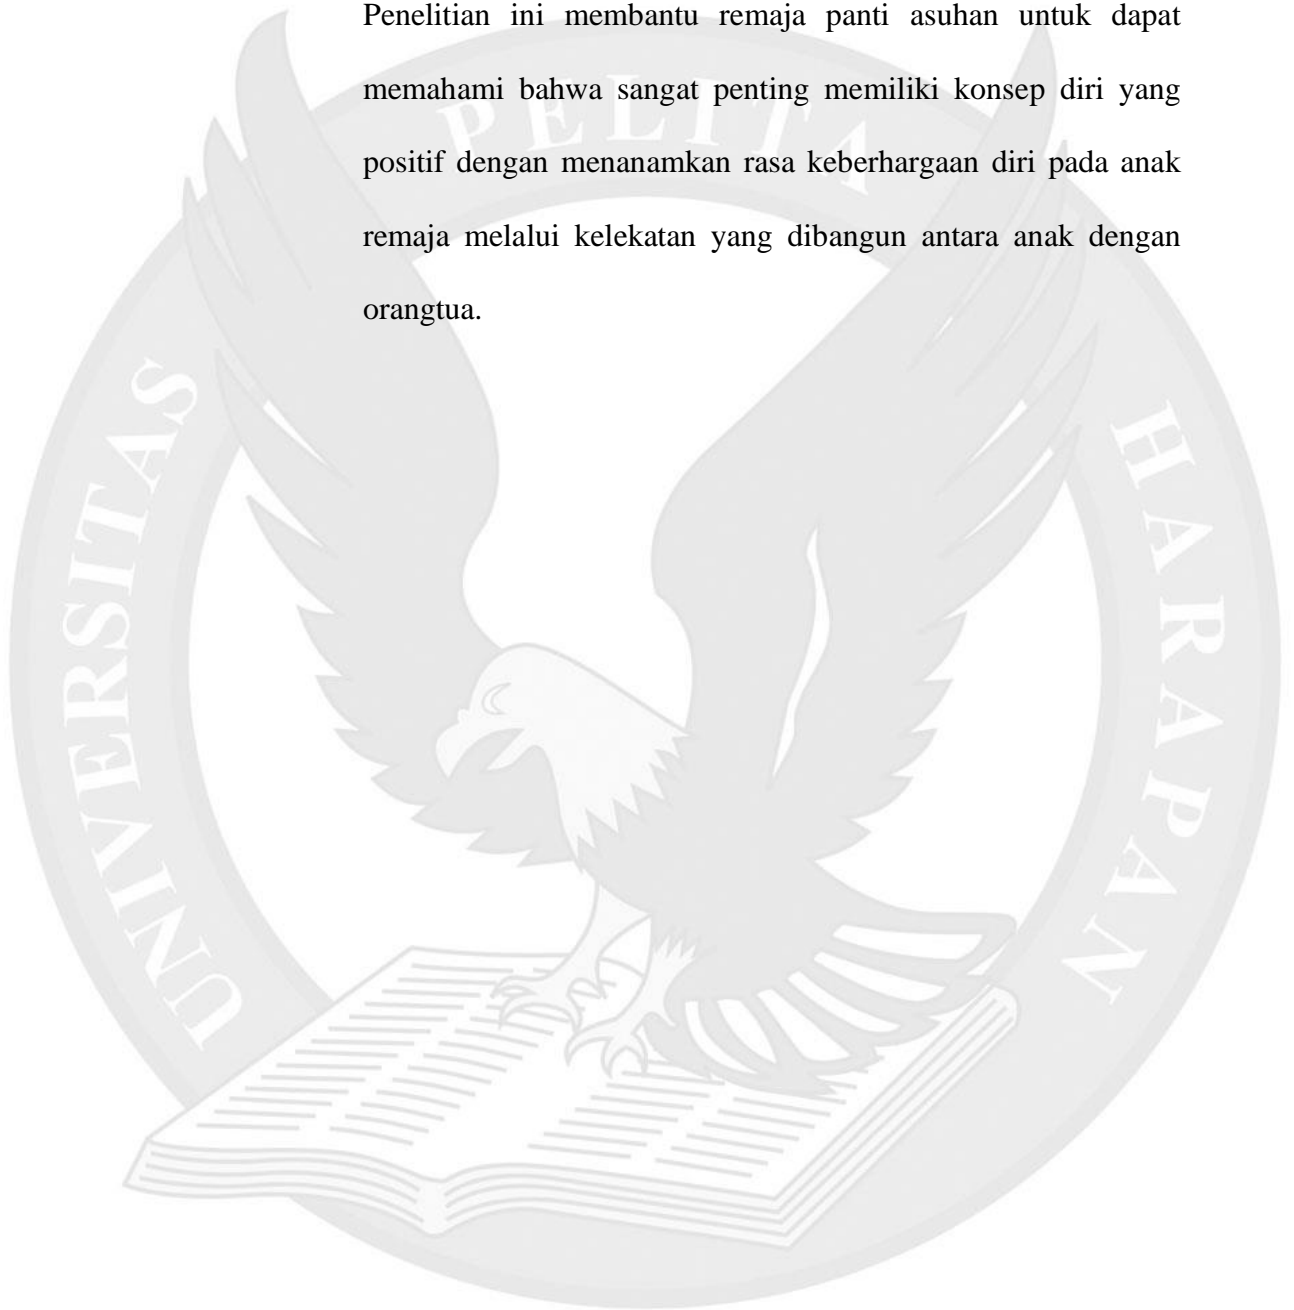 Penelitian ini membantu remaja panti asuhan untuk dapat
memahami bahwa sangat penting memiliki konsep diri yang
positif dengan menanamkan rasa keberhargaan diri pada anak
remaja melalui kelekatan yang dibangun antara anak dengan
orangtua.
UNIVERSITAS PELITA HARAPAN